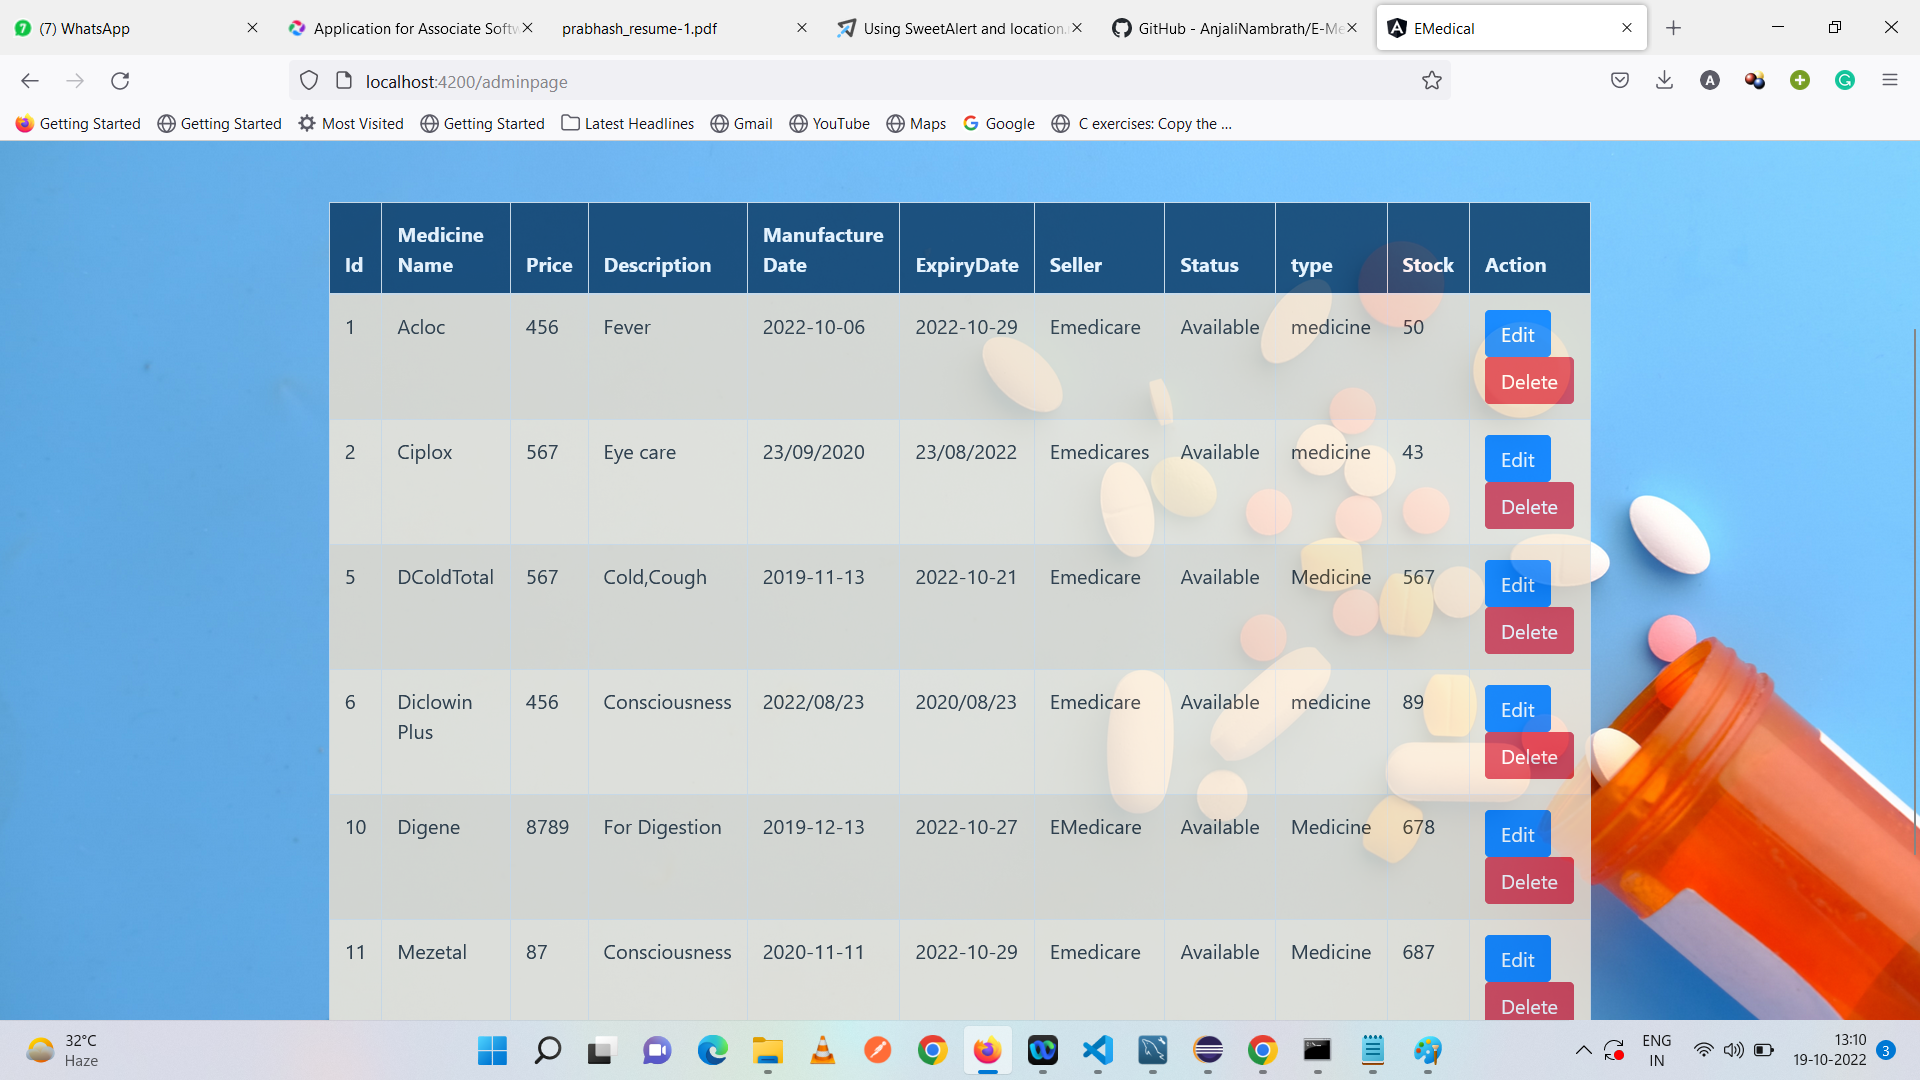 (7) WhatsApp
Application for Associate Softw
prabhash_resume-1.pdf
Using SweetAlert and location.
GitHub - AnjaliNambrath/E-Me
EMedical
localhost:4200/adminpage
Getting Started
Getting Started
Most Visited
Getting Started
Latest Headlines
Gmail
YouTube
Maps
Google
C exercises: Copy the ...
Id Medicine Name Price Description Manufacture Date ExpiryDate Seller Status type Stock Action
1 Acloc 456 Fever 2022-10-06 2022-10-29 Emedicare Available medicine 50 Edit
Delete
2 Ciplox 567 Eye care 23/09/2020 23/08/2022 Emedicares Available medicine 43 Edit
Delete
5 DColdTotal 567 Cold,Cough 2019-11-13 2022-10-21 Emedicare Available Medicine 567 Edit
Delete
6 Diclowin Plus 456 Consciousness 2022/08/23 2020/08/23 Emedicare Available medicine 89 Edit
Delete
10 Digene 8789 For Digestion 2019-12-13 2022-10-27 EMedicare Available Medicine 678 Edit
Delete
11 Mezetal 87 Consciousness 2020-11-11 2022-10-29 Emedicare Available Medicine 687 Edit
Delete
32°C
Haze
ENG
IN
13:10
19-10-2022
3